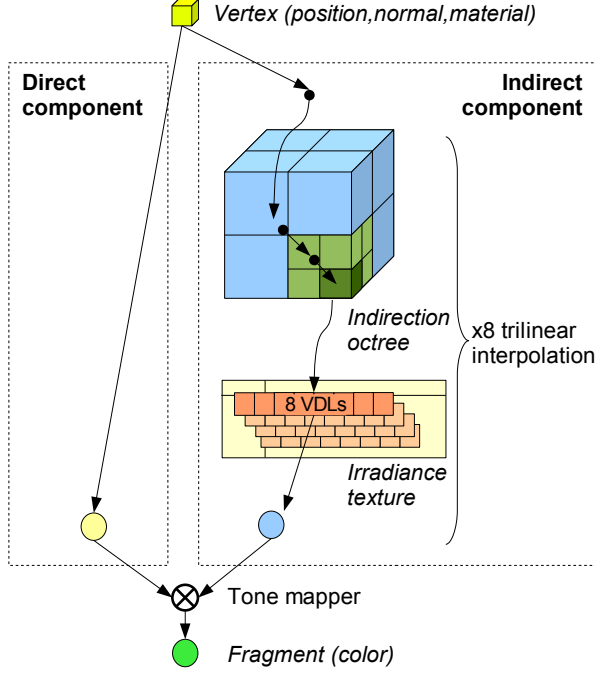 Vertex (position,normal,material)
Direct
component
Indirect
component
Indirection
octree
x8 trilinear
interpolation
8 VDLs
Irradiance
texture
Tone mapper
Fragment (color)